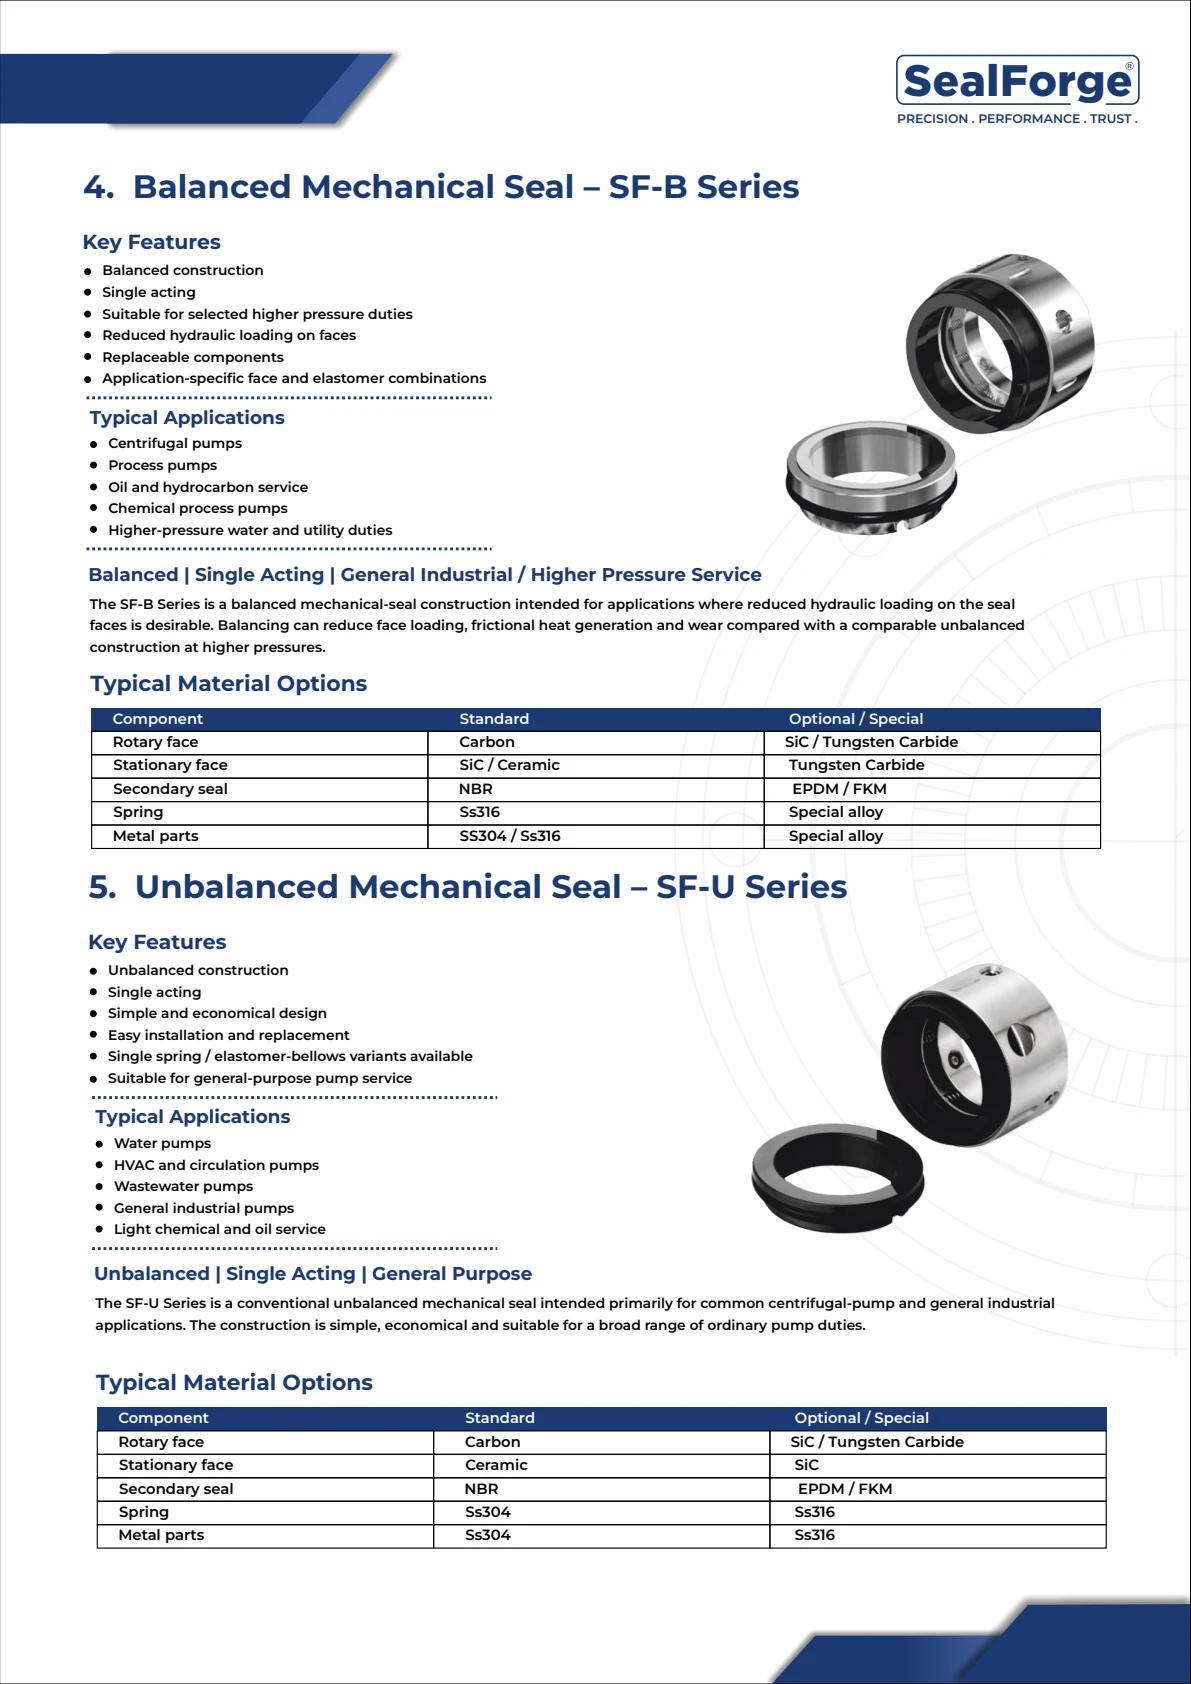 SealForge®
PRECISION . PERFORMANCE . TRUST .
4. Balanced Mechanical Seal – SF-B Series
Key Features
● Balanced construction
● Single acting
● Suitable for selected higher pressure duties
● Reduced hydraulic loading on faces
● Replaceable components
● Application-specific face and elastomer combinations
Typical Applications
● Centrifugal pumps
● Process pumps
● Oil and hydrocarbon service
● Chemical process pumps
● Higher-pressure water and utility duties
Balanced | Single Acting | General Industrial / Higher Pressure Service
The SF-B Series is a balanced mechanical-seal construction intended for applications where reduced hydraulic loading on the seal
faces is desirable. Balancing can reduce face loading, frictional heat generation and wear compared with a comparable unbalanced
construction at higher pressures.
Typical Material Options
Component Standard Optional / Special
Rotary face Carbon SiC / Tungsten Carbide
Stationary face SiC / Ceramic Tungsten Carbide
Secondary seal NBR EPDM / FKM
Spring Ss316 Special alloy
Metal parts SS304 / Ss316 Special alloy
5. Unbalanced Mechanical Seal – SF-U Series
Key Features
● Unbalanced construction
● Single acting
● Simple and economical design
● Easy installation and replacement
● Single spring / elastomer-bellows variants available
● Suitable for general-purpose pump service
Typical Applications
● Water pumps
● HVAC and circulation pumps
● Wastewater pumps
● General industrial pumps
● Light chemical and oil service
Unbalanced | Single Acting | General Purpose
The SF-U Series is a conventional unbalanced mechanical seal intended primarily for common centrifugal-pump and general industrial
applications. The construction is simple, economical and suitable for a broad range of ordinary pump duties.
Typical Material Options
Component Standard Optional / Special
Rotary face Carbon SiC / Tungsten Carbide
Stationary face Ceramic SiC
Secondary seal NBR EPDM / FKM
Spring Ss304 Ss316
Metal parts Ss304 Ss316